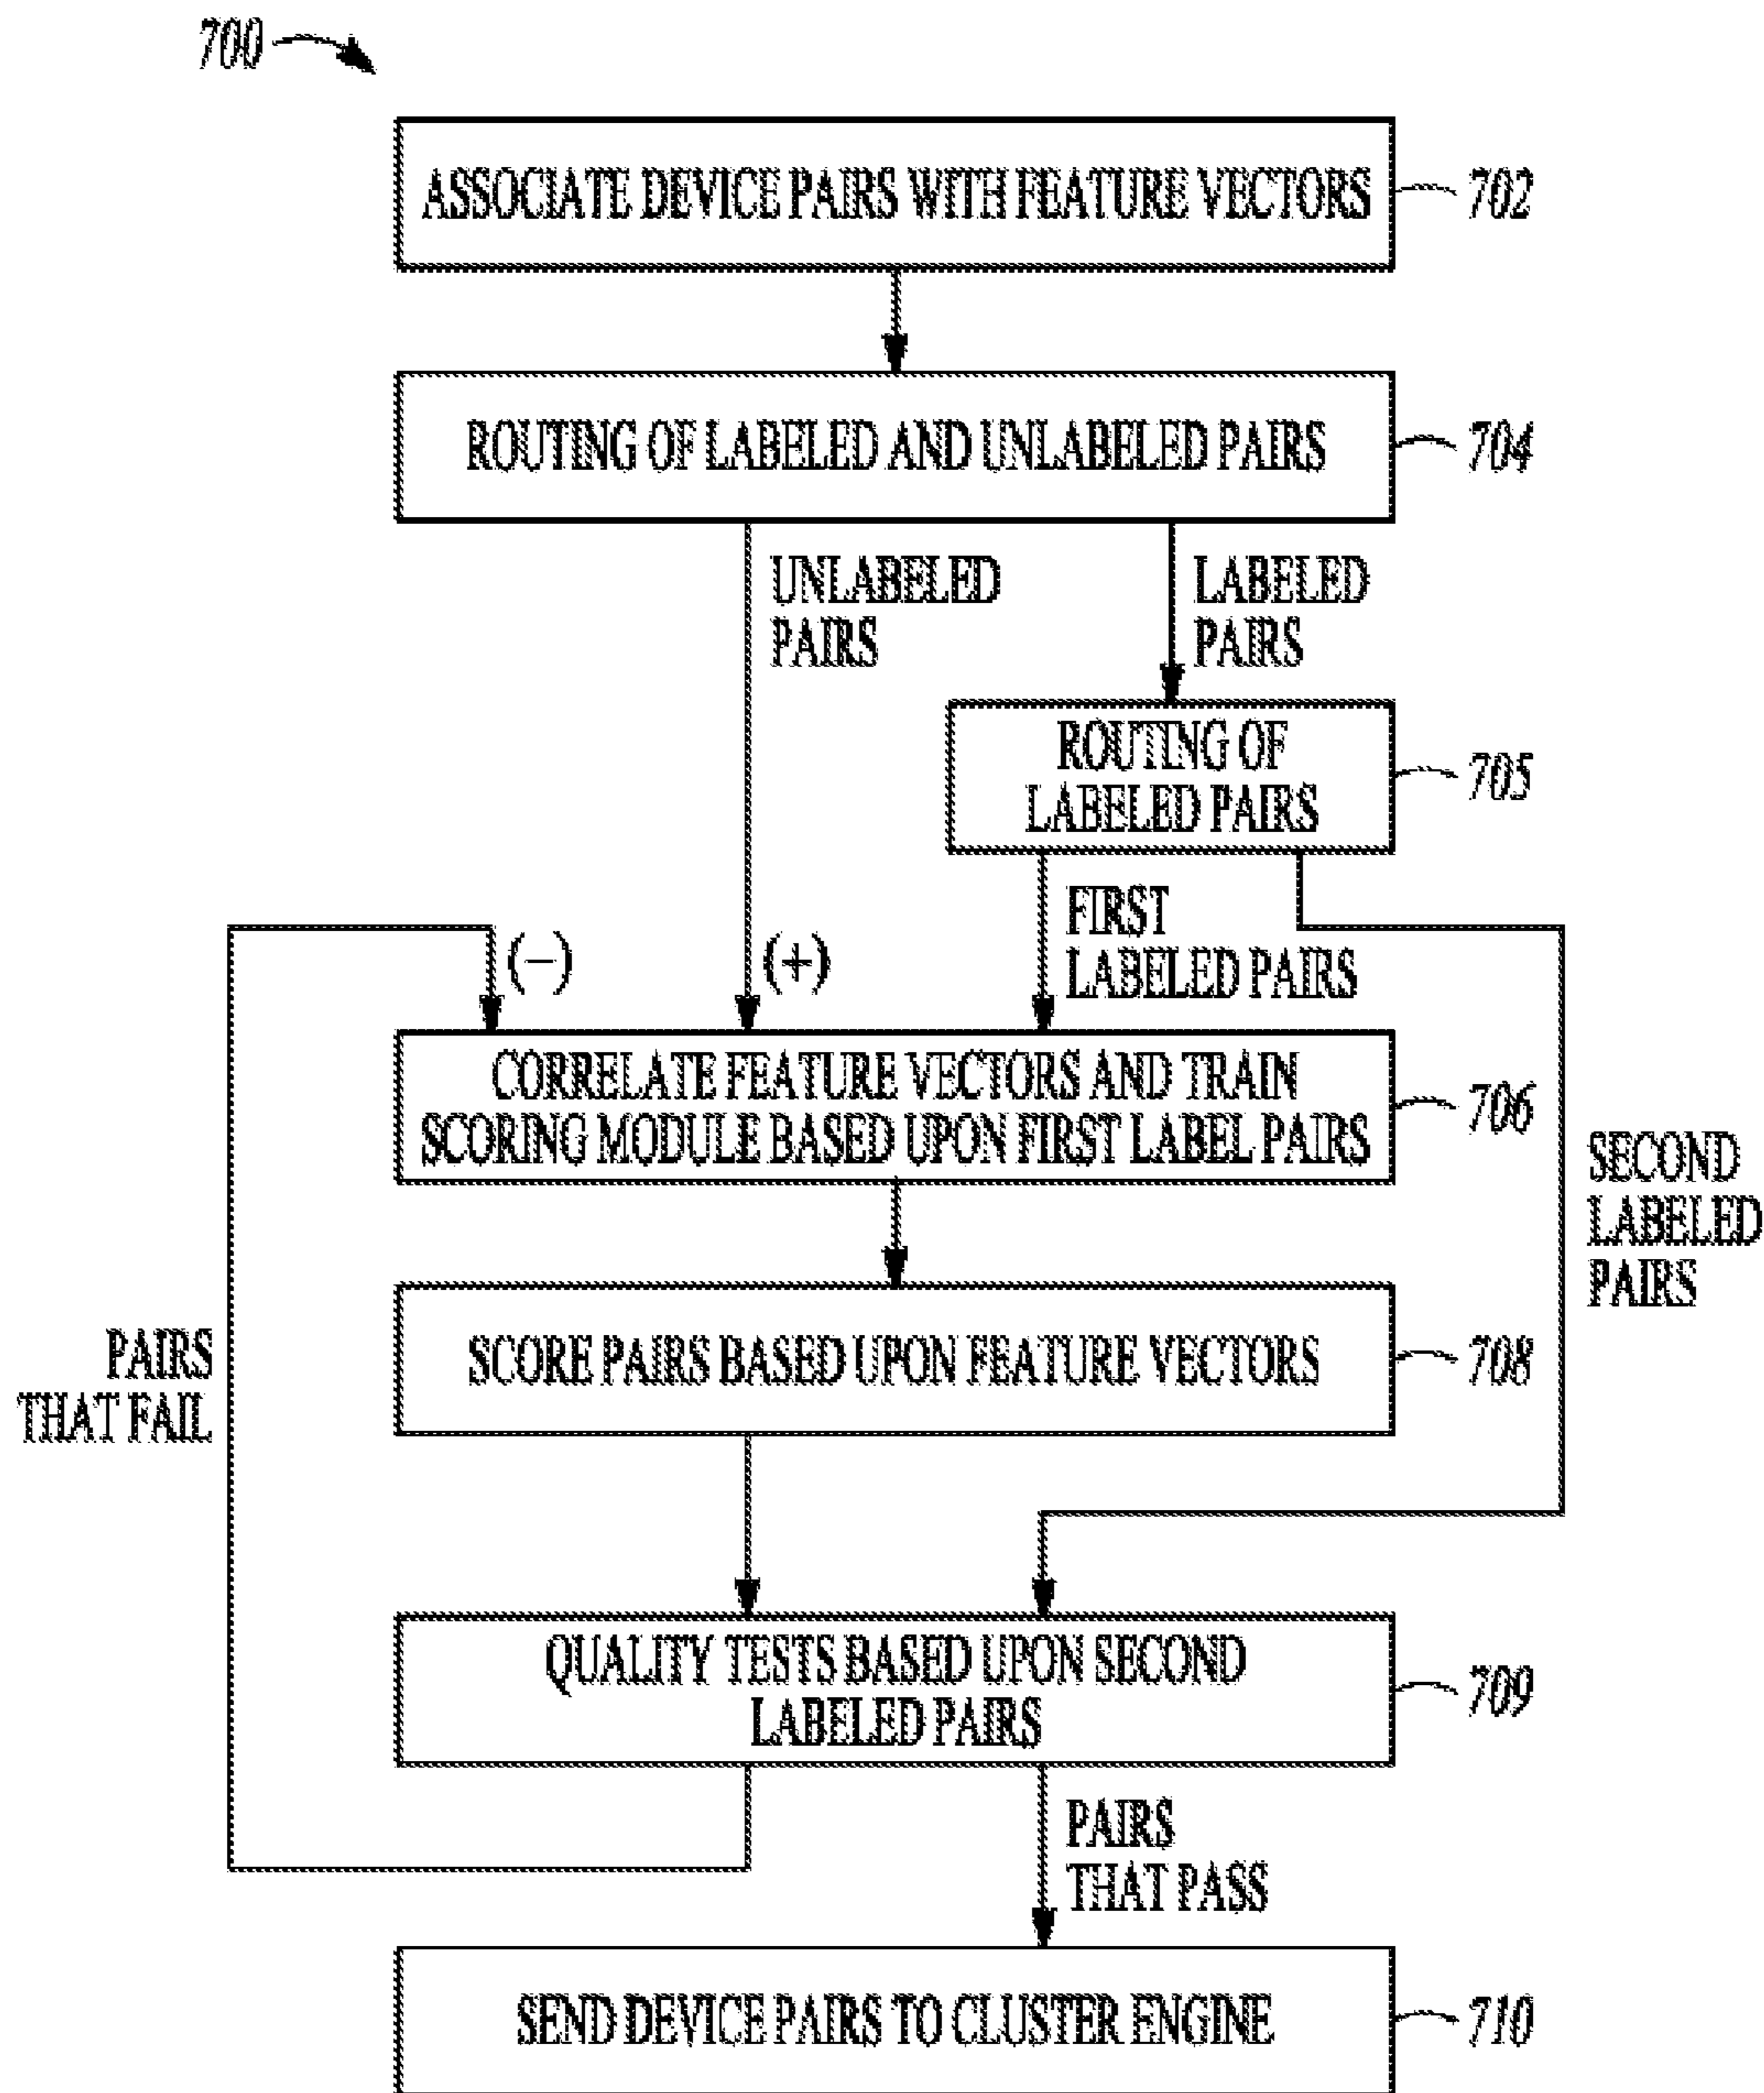 700
ASSOCIATE DEVICE PAIRS WITH FEATURE VECTORS
702
ROUTING OF LABELED AND UNLABELED PAIRS
704
UNLABELED
PAIRS
LABELED
PAIRS
ROUTING OF
LABELED PAIRS
705
FIRST
LABELED PAIRS
(−)
(+)
CORRELATE FEATURE VECTORS AND TRAIN
SCORING MODULE BASED UPON FIRST LABEL PAIRS
706
SECOND
LABELED
PAIRS
SCORE PAIRS BASED UPON FEATURE VECTORS
708
PAIRS
THAT FAIL
QUALITY TESTS BASED UPON SECOND
LABELED PAIRS
709
PAIRS
THAT PASS
SEND DEVICE PAIRS TO CLUSTER ENGINE
710